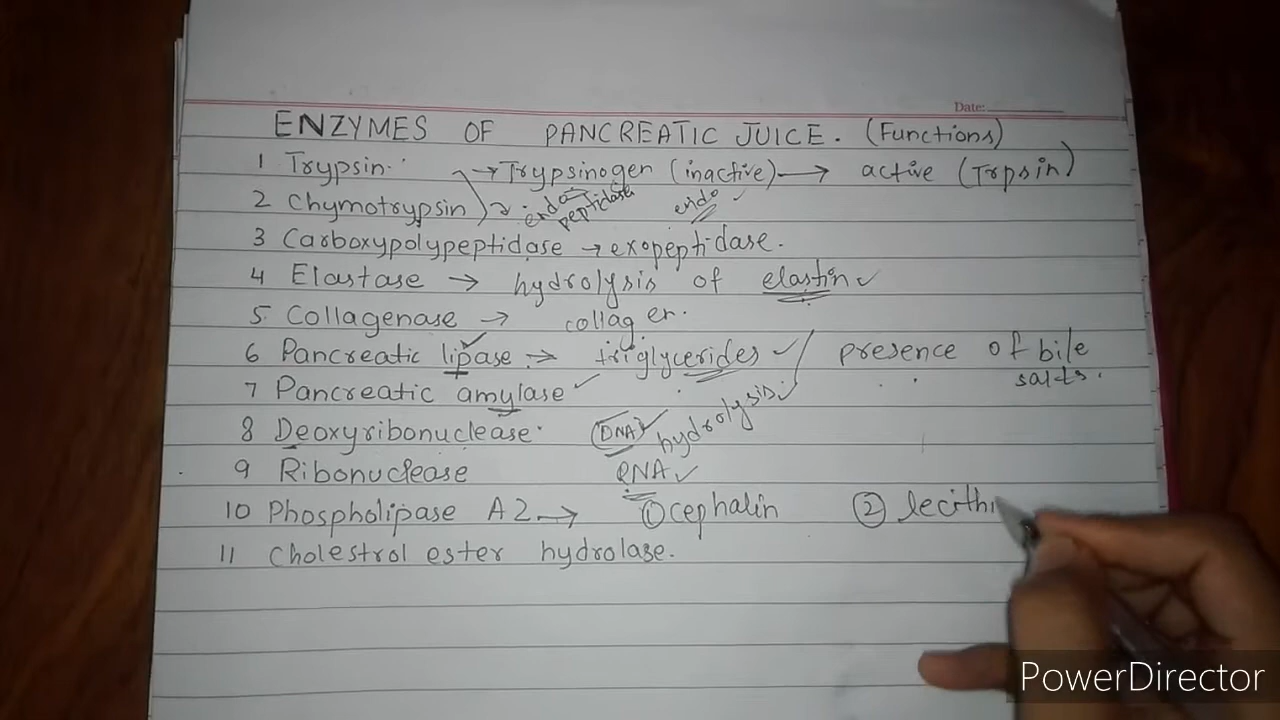 Date:
ENZYMES OF PANCREATIC JUICE. (Functions)
1 Trypsin. → Trypsinogen (inactive) → active (Trpsin)
2 Chymotrypsin → endo peptidase endo ✓
3 Carboxypolypeptidase → exopeptidase.
4 Elastase → hydrolysis of elastin ✓
5 Collagenase → collagen.
6 Pancreatic lipase → triglycerides ✓ presence of bile
salts.
7 Pancreatic amylase ✓ hydrolysis ✓
8 Deoxyribonuclease DNA ✓
9 Ribonuclease RNA ✓
10 Phospholipase A2 → ① cephalin ② lecithi
11 Cholestrol ester hydrolase.
PowerDirector